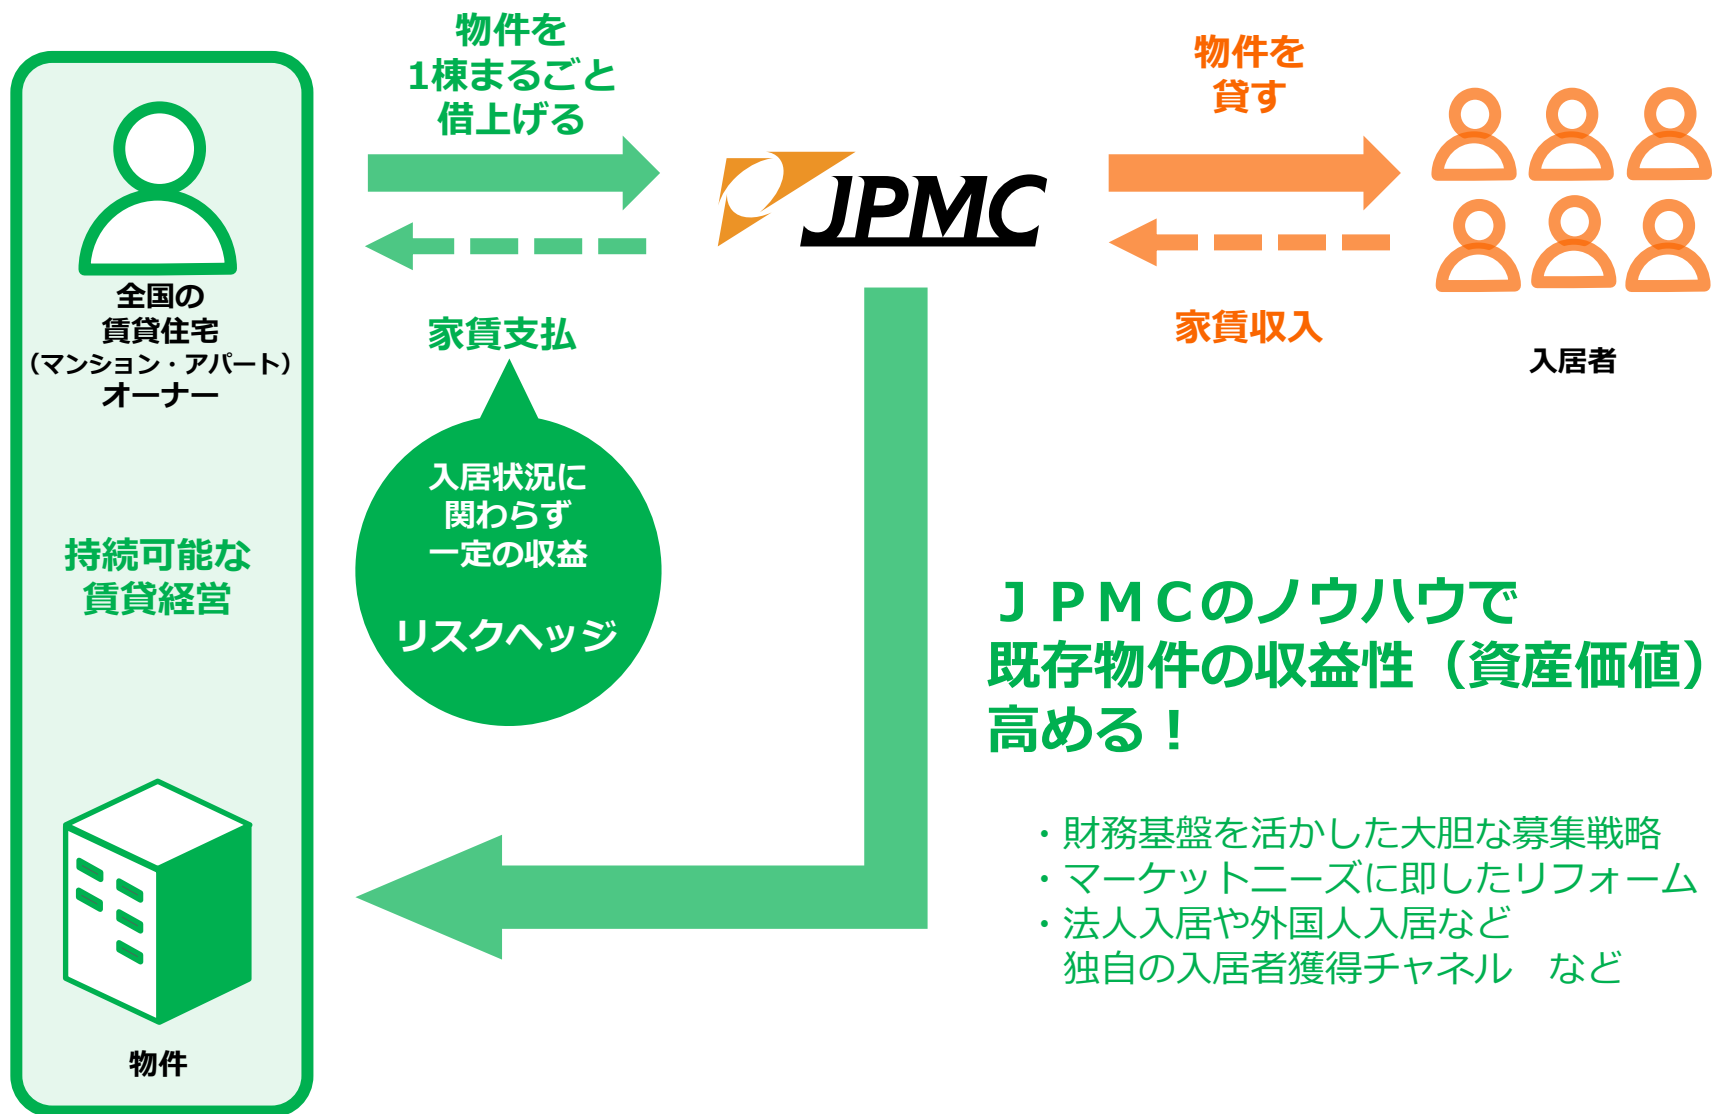 物件を
1棟まるごと
借上げる
物件を
貸す
JPMC
全国の
賃貸住宅
（マンション・アパート）
オーナー
家賃支払
家賃収入
入居者
入居状況に
関わらず
一定の収益
リスクヘッジ
持続可能な
賃貸経営
ＪＰＭＣのノウハウで
既存物件の収益性（資産価値）
高める！
・財務基盤を活かした大胆な募集戦略
・マーケットニーズに即したリフォーム
・法人入居や外国人入居など
独自の入居者獲得チャネル　など
物件